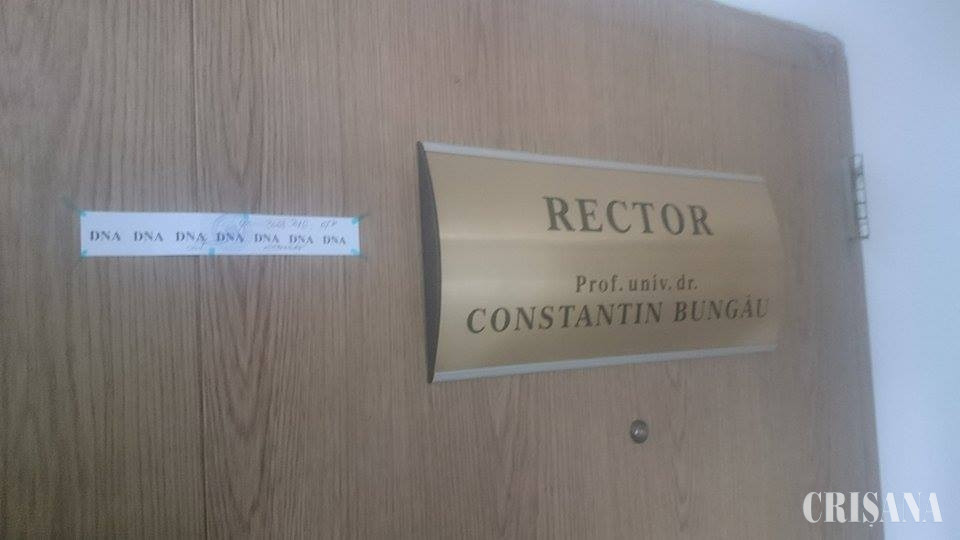 DNA DNA DNA DNA DNA DNA DNA
RECTOR
Prof. univ. dr.
CONSTANTIN BUNGĂU
CRIȘANA